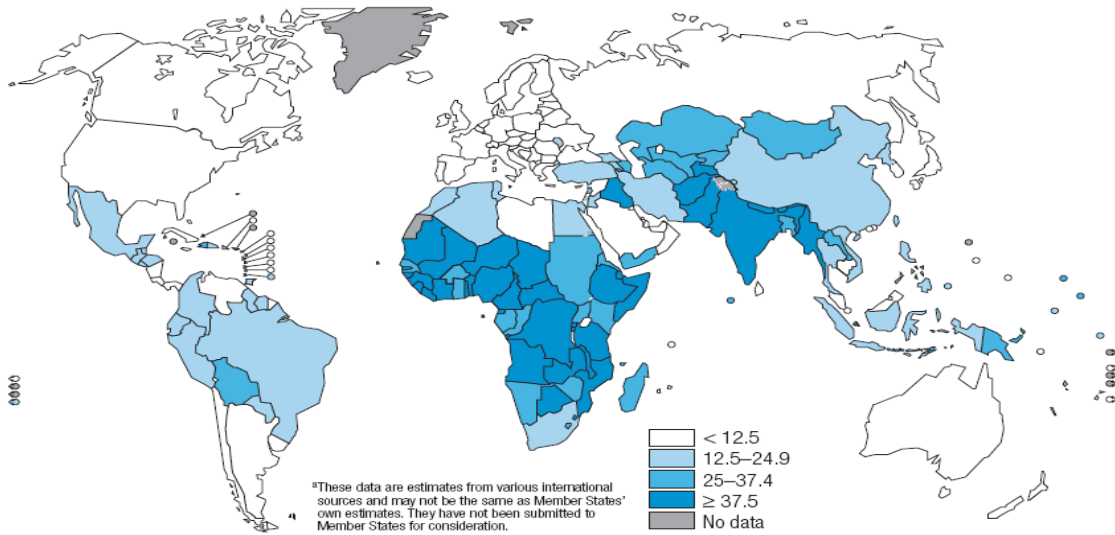 < 12.5
12.5–24.9
25–37.4
≥ 37.5
No data
ᵃThese data are estimates from various international
sources and may not be the same as Member States'
own estimates. They have not been submitted to
Member States for consideration.